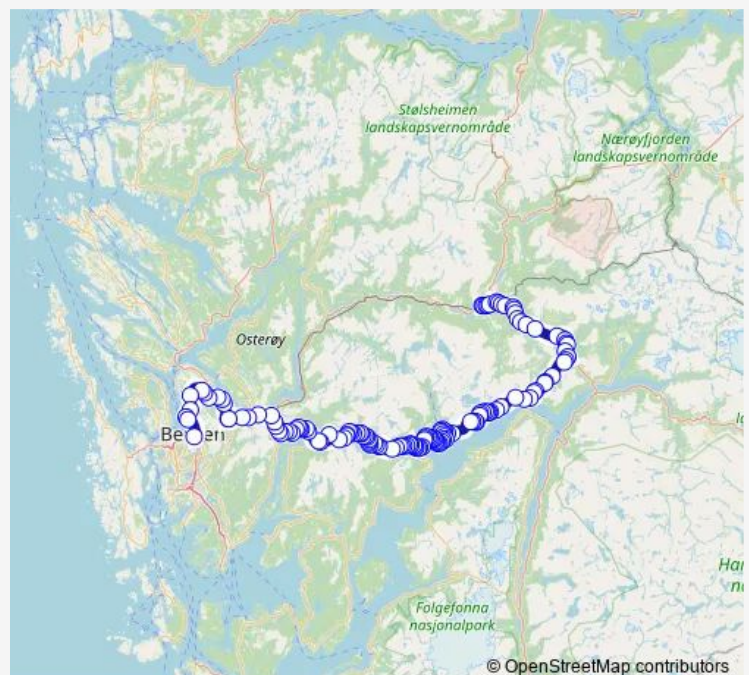 Stølsheimen
landskapsvernområde
Nærøyfjorden
landskapsvernområde
Osterøy
Folgefonna
nasjonalpark
© OpenStreetMap contributors